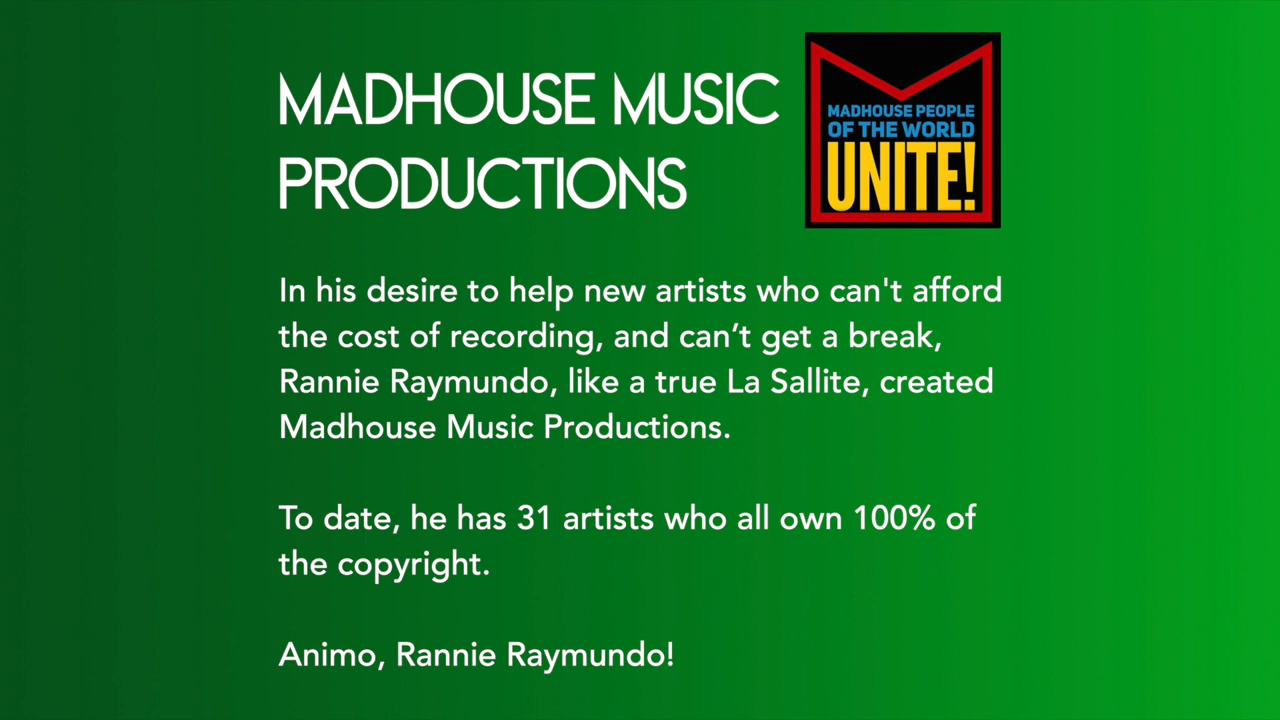 MADHOUSE MUSIC
PRODUCTIONS
MADHOUSE PEOPLE
OF THE WORLD
UNITE!
In his desire to help new artists who can't afford
the cost of recording, and can’t get a break,
Rannie Raymundo, like a true La Sallite, created
Madhouse Music Productions.
To date, he has 31 artists who all own 100% of
the copyright.
Animo, Rannie Raymundo!